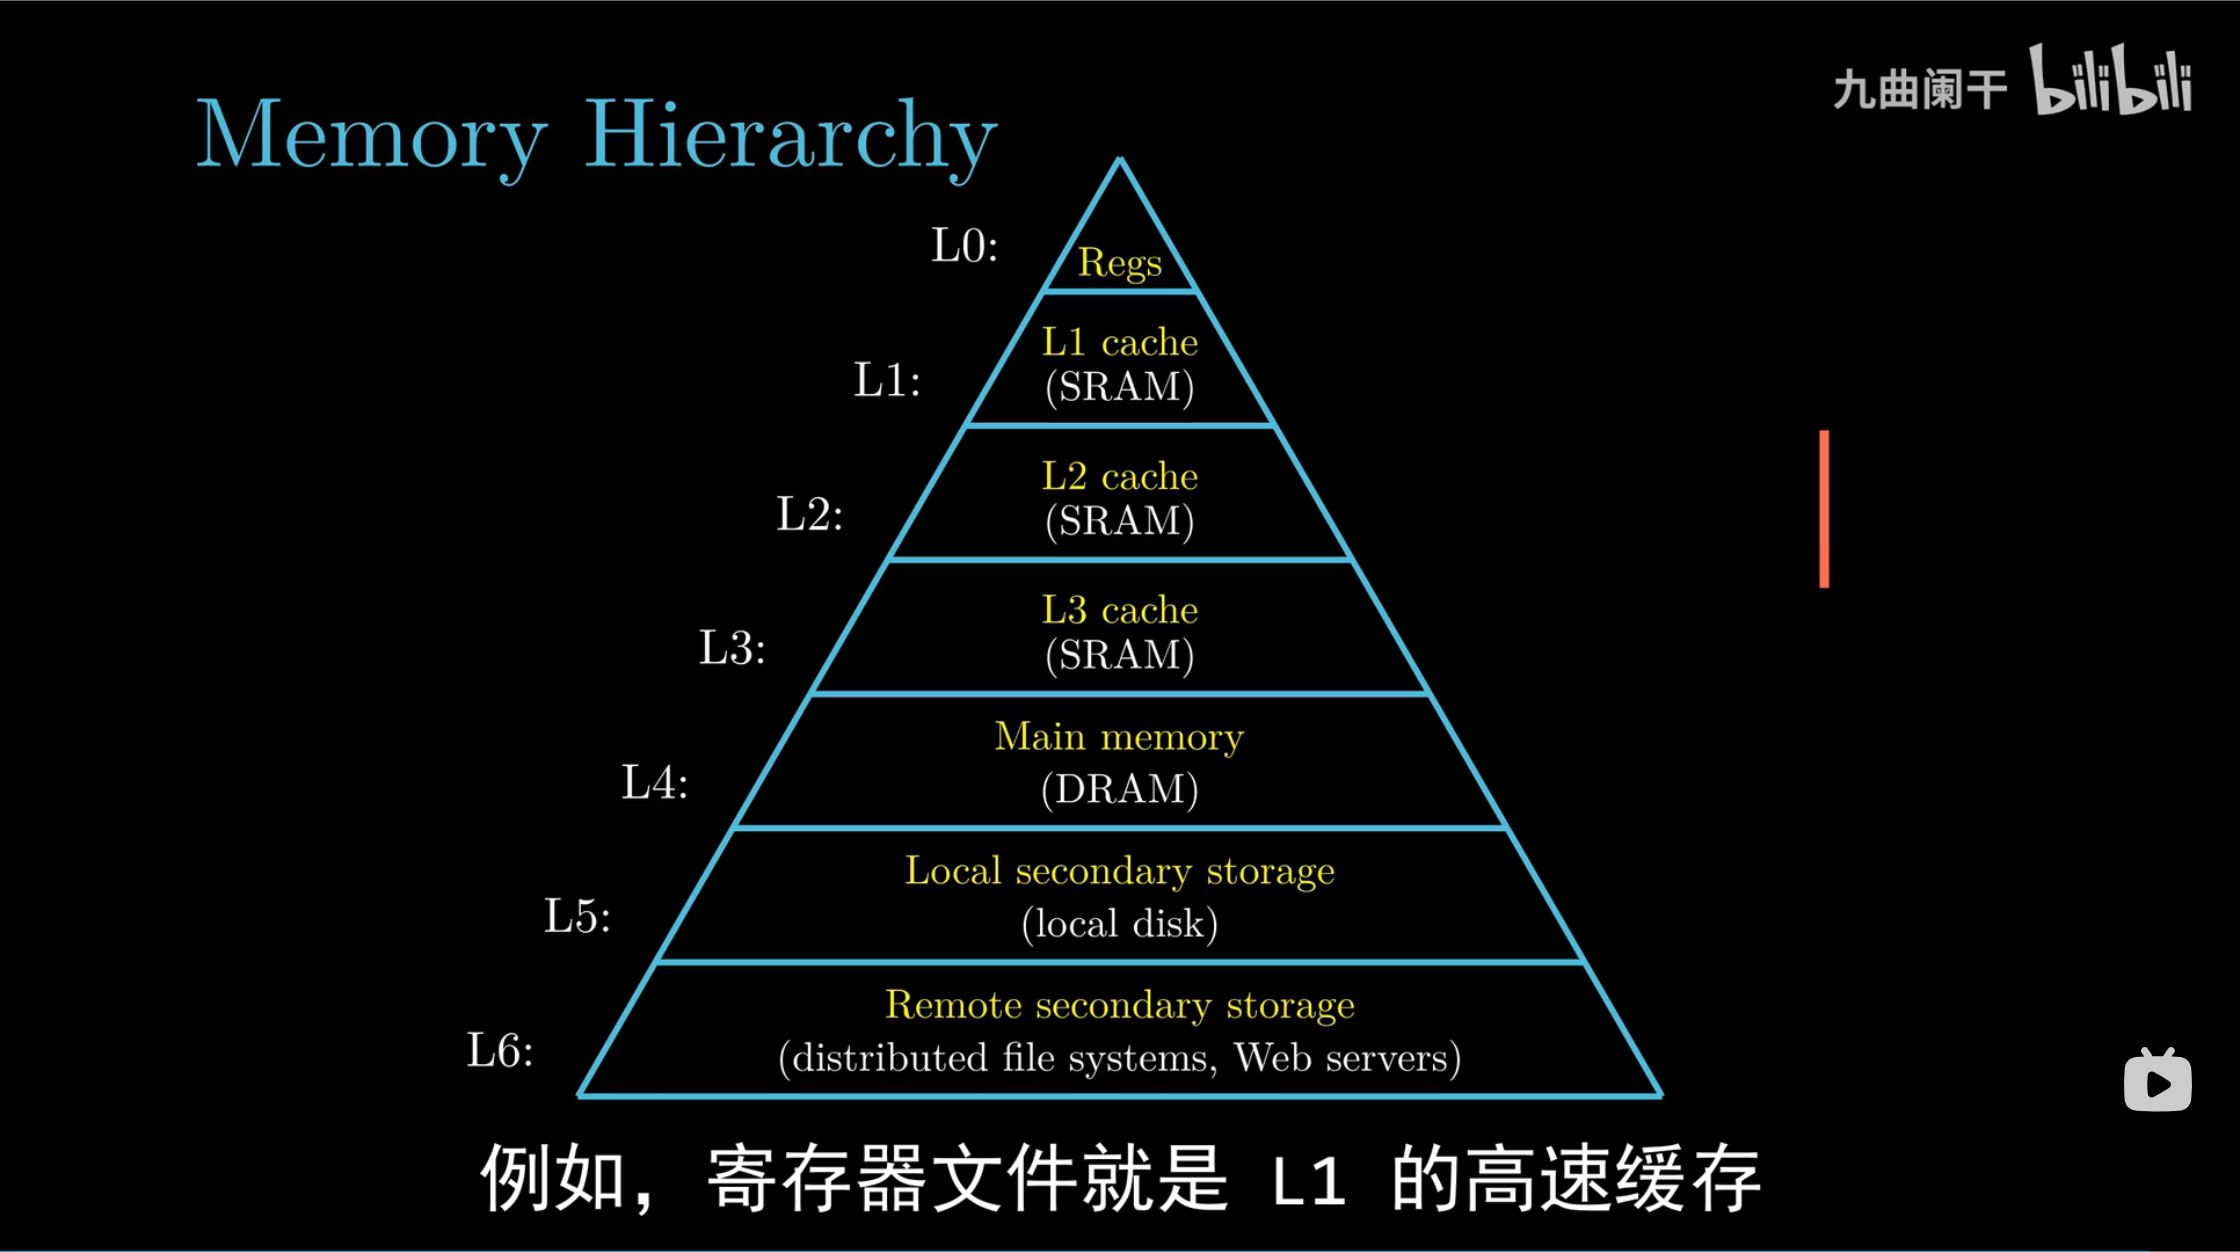 九曲阑干 bilibili
Memory Hierarchy
L0:
Regs
L1:
L1 cache
(SRAM)
L2:
L2 cache
(SRAM)
L3:
L3 cache
(SRAM)
L4:
Main memory
(DRAM)
L5:
Local secondary storage
(local disk)
L6:
Remote secondary storage
(distributed file systems, Web servers)
例如，寄存器文件就是 L1 的高速缓存